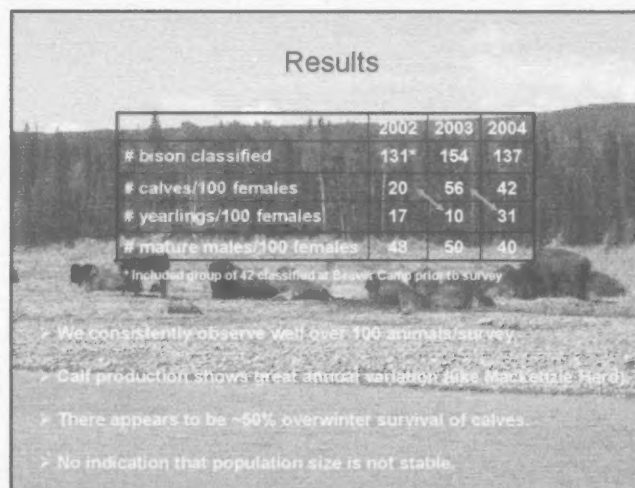 Results
2002 2003 2004
# bison classified 131* 154 137
# calves/100 females 20 56 42
# yearlings/100 females 17 10 31
# mature males/100 females 48 50 40
* Included group of 42 classified at Beaver Camp prior to survey
➢ We consistently observe well over 100 animals/survey.
➢ Calf production shows great annual variation (like Mackenzie Herd).
➢ There appears to be ~50% overwinter survival of calves.
➢ No indication that population size is not stable.